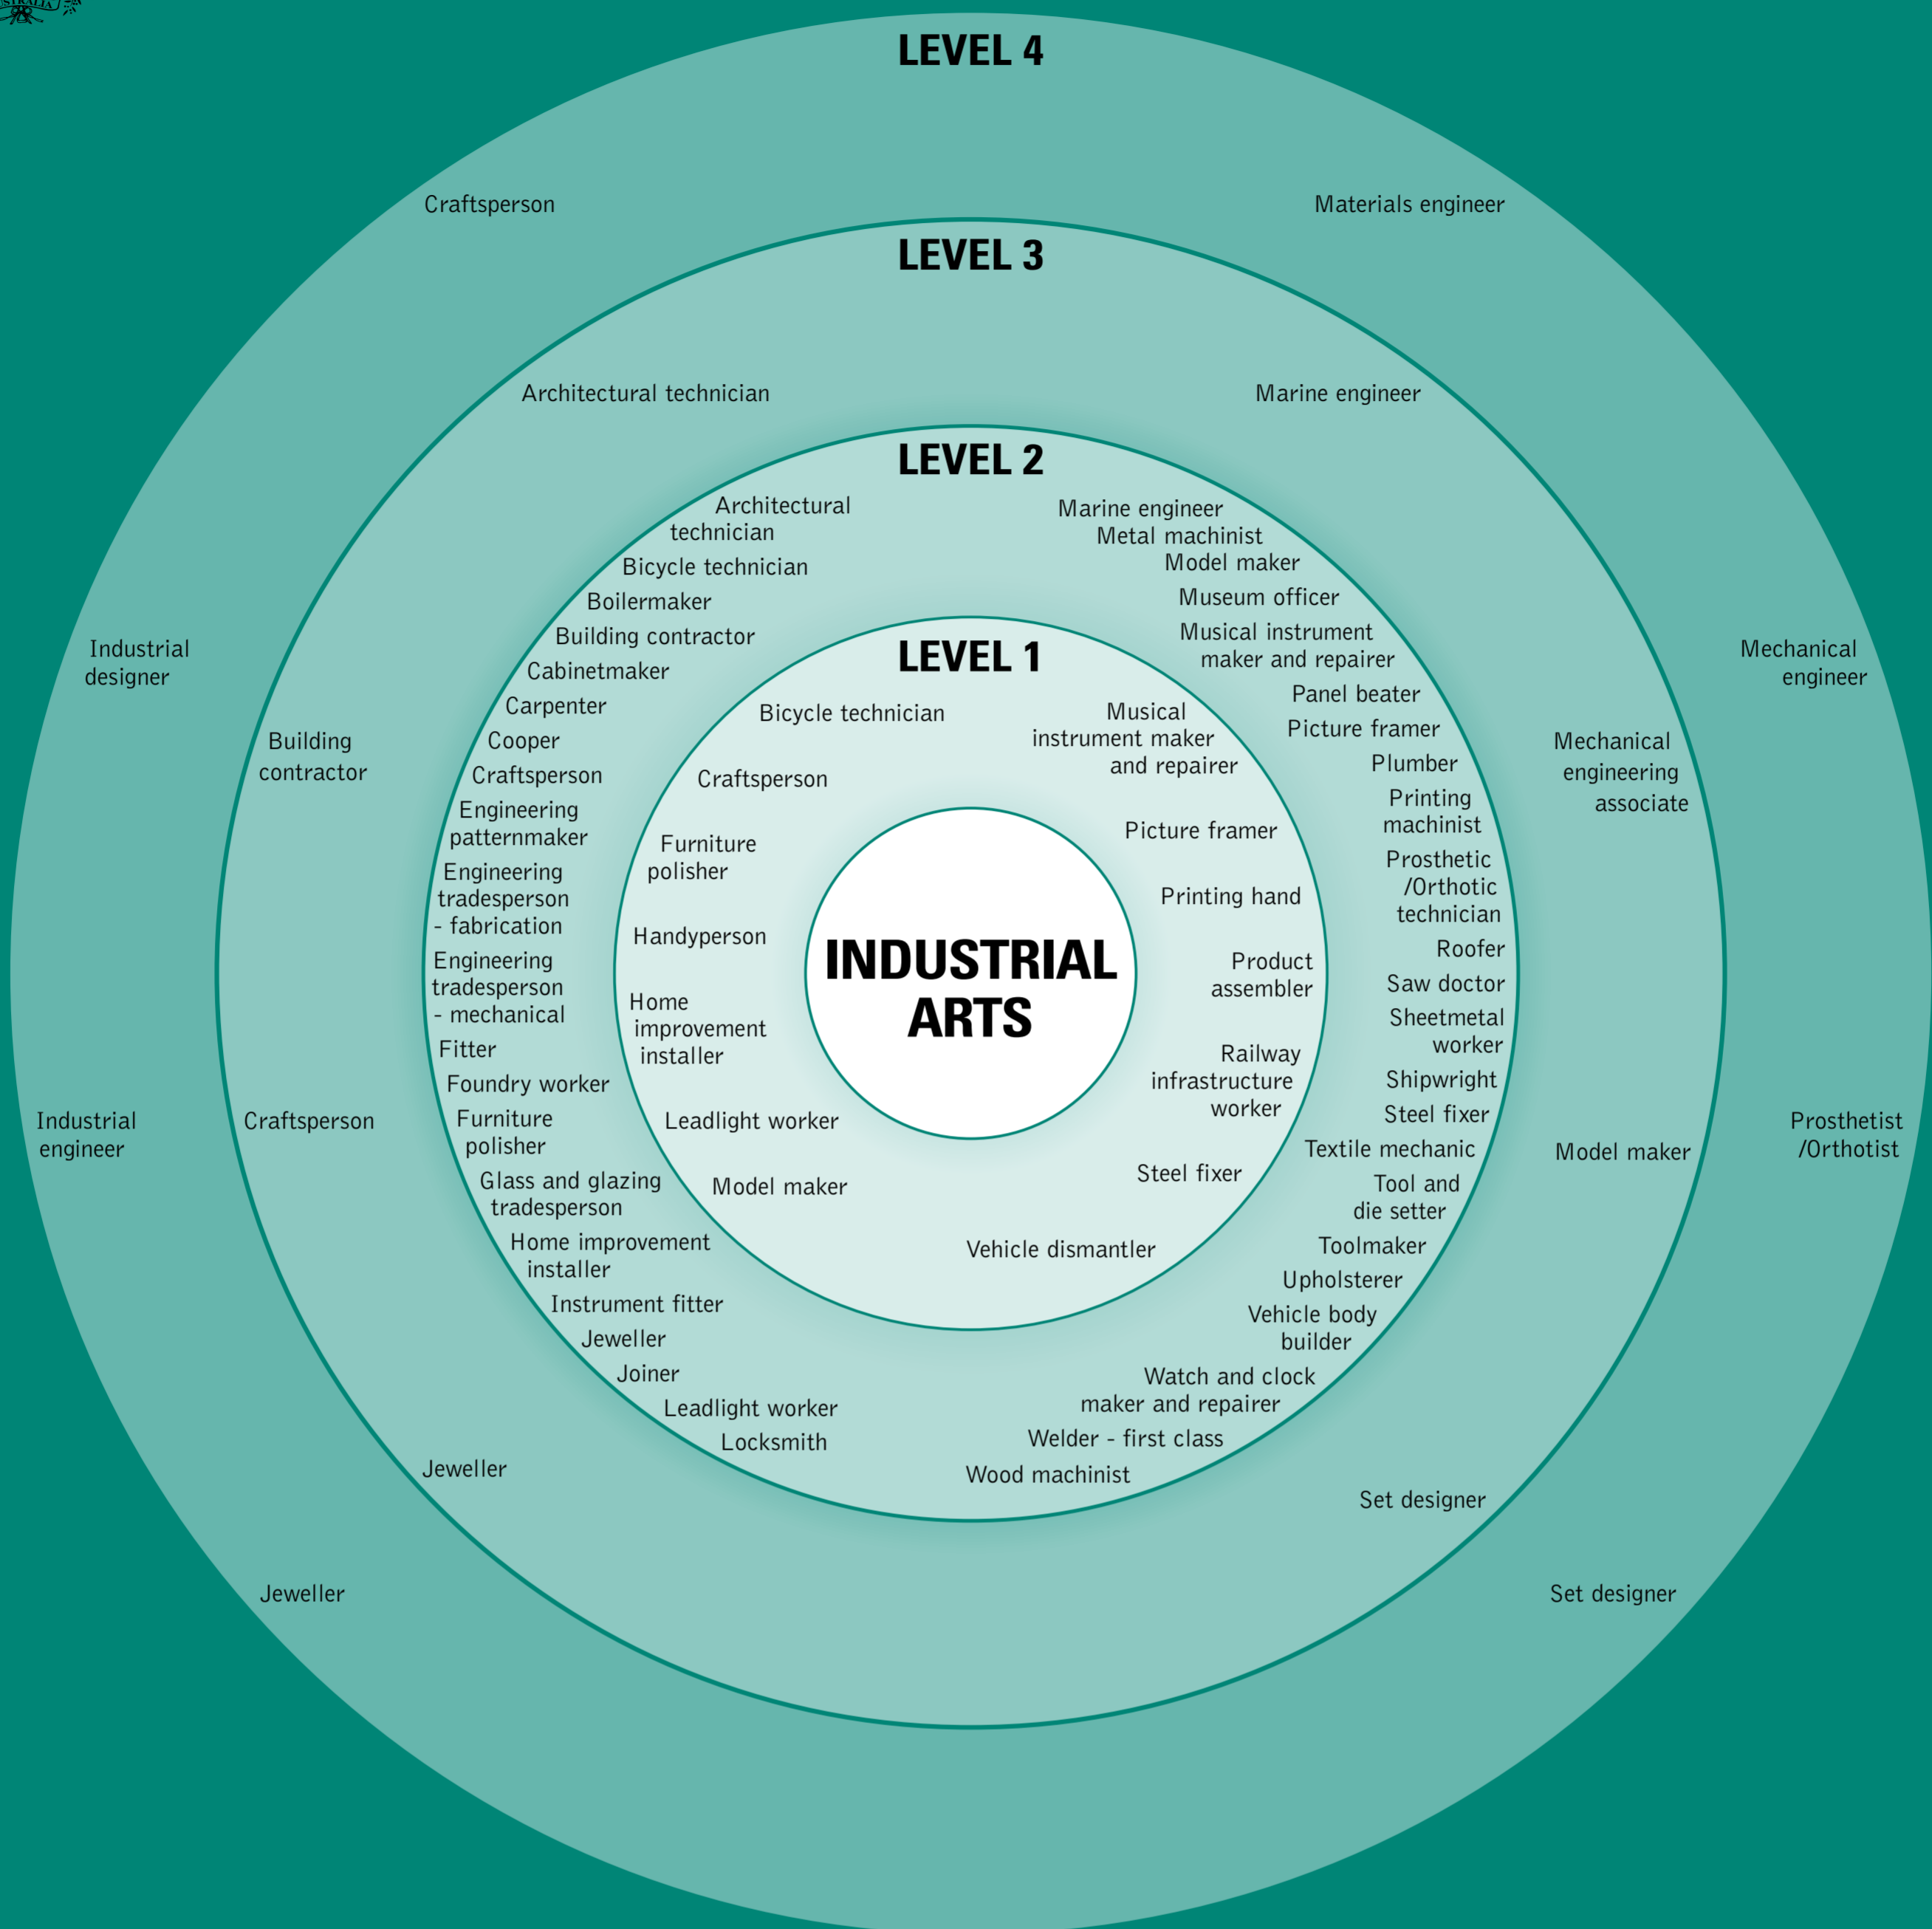 STRALIA
LEVEL 4
Craftsperson
Industrial
designer
Industrial
engineer
Jeweller
Materials engineer
Mechanical
engineer
Prosthetist
/Orthotist
Set designer
LEVEL 3
Architectural technician
Building
contractor
Craftsperson
Jeweller
Marine engineer
Mechanical
engineering
associate
Model maker
Set designer
LEVEL 2
Architectural
technician
Bicycle technician
Boilermaker
Building contractor
Cabinetmaker
Carpenter
Cooper
Craftsperson
Engineering
patternmaker
Engineering
tradesperson
- fabrication
Engineering
tradesperson
- mechanical
Fitter
Foundry worker
Furniture
polisher
Glass and glazing
tradesperson
Home improvement
installer
Instrument fitter
Jeweller
Joiner
Leadlight worker
Locksmith
Marine engineer
Metal machinist
Model maker
Museum officer
Musical instrument
maker and repairer
Panel beater
Picture framer
Plumber
Printing
machinist
Prosthetic
/Orthotic
technician
Roofer
Saw doctor
Sheetmetal
worker
Shipwright
Steel fixer
Textile mechanic
Tool and
die setter
Toolmaker
Upholsterer
Vehicle body
builder
Watch and clock
maker and repairer
Welder - first class
Wood machinist
LEVEL 1
Bicycle technician
Craftsperson
Furniture
polisher
Handyperson
Home
improvement
installer
Leadlight worker
Model maker
Musical
instrument maker
and repairer
Picture framer
Printing hand
Product
assembler
Railway
infrastructure
worker
Steel fixer
Vehicle dismantler
INDUSTRIAL
ARTS